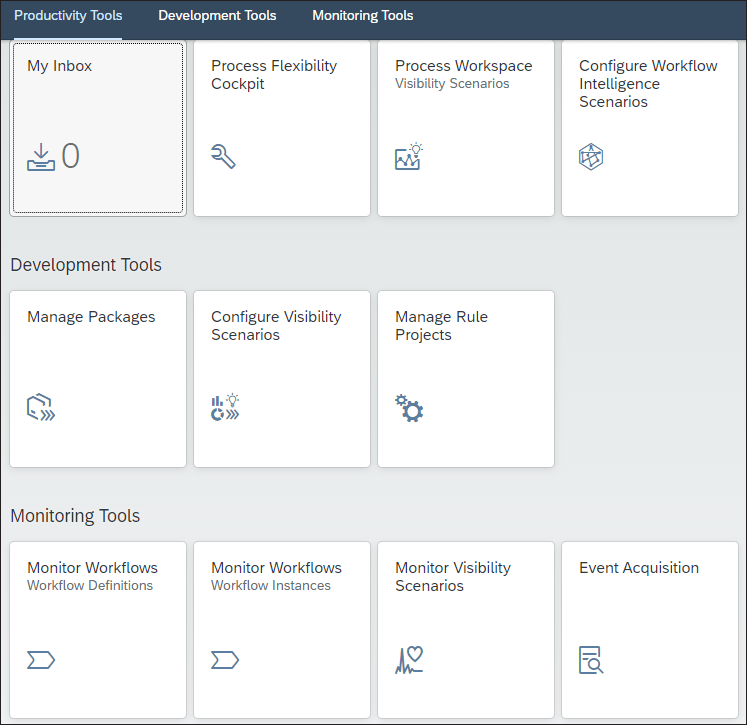 Productivity Tools Development Tools Monitoring Tools
My Inbox
0
Process Flexibility
Cockpit
Process Workspace
Visibility Scenarios
Configure Workflow
Intelligence
Scenarios
Development Tools
Manage Packages
Configure Visibility
Scenarios
Manage Rule
Projects
Monitoring Tools
Monitor Workflows
Workflow Definitions
Monitor Workflows
Workflow Instances
Monitor Visibility
Scenarios
Event Acquisition